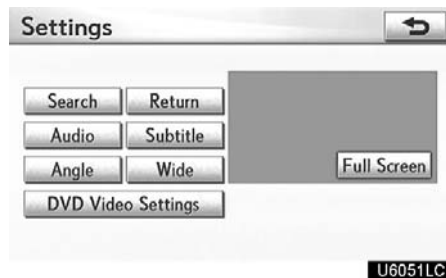 Settings
Search Return
Audio Subtitle
Angle Wide Full Screen
DVD Video Settings
U6051LC